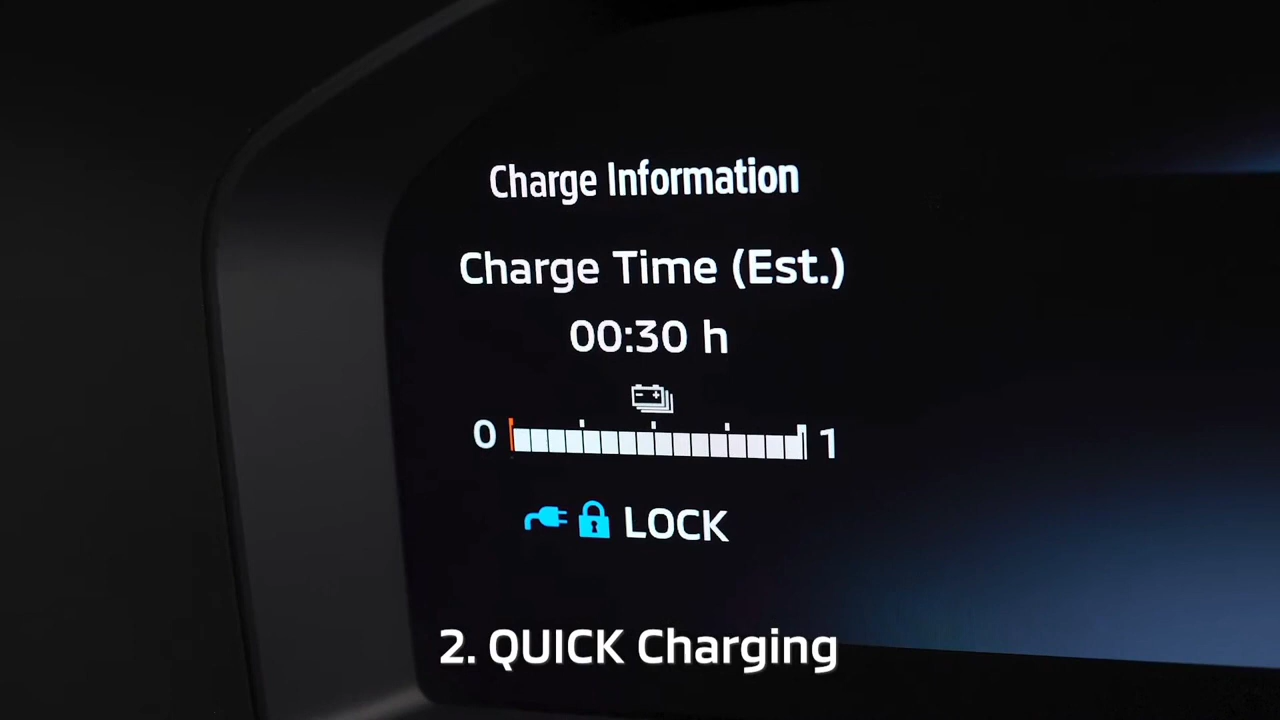 Charge Information
Charge Time (Est.)
00:30 h
0 1
LOCK
2. QUICK Charging